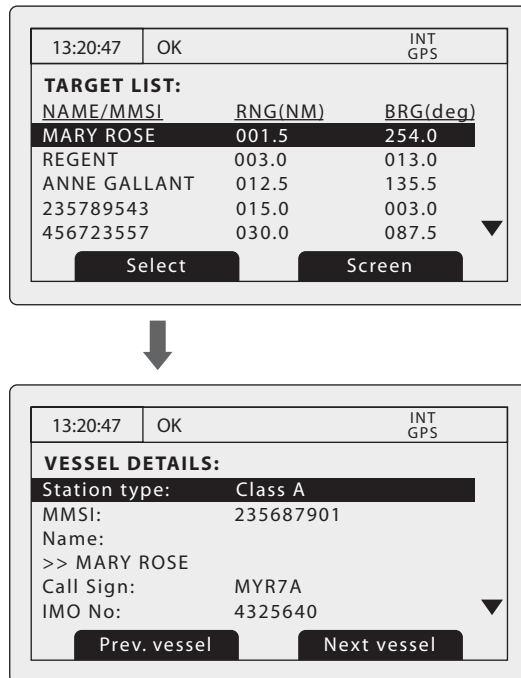 13:20:47 OK INT GPS
TARGET LIST:
NAME/MMSI RNG(NM) BRG(deg)
MARY ROSE 001.5 254.0
REGENT 003.0 013.0
ANNE GALLANT 012.5 135.5
235789543 015.0 003.0
456723557 030.0 087.5
Select Screen
13:20:47 OK INT GPS
VESSEL DETAILS:
Station type: Class A
MMSI: 235687901
Name:
>> MARY ROSE
Call Sign: MYR7A
IMO No: 4325640
Prev. vessel Next vessel